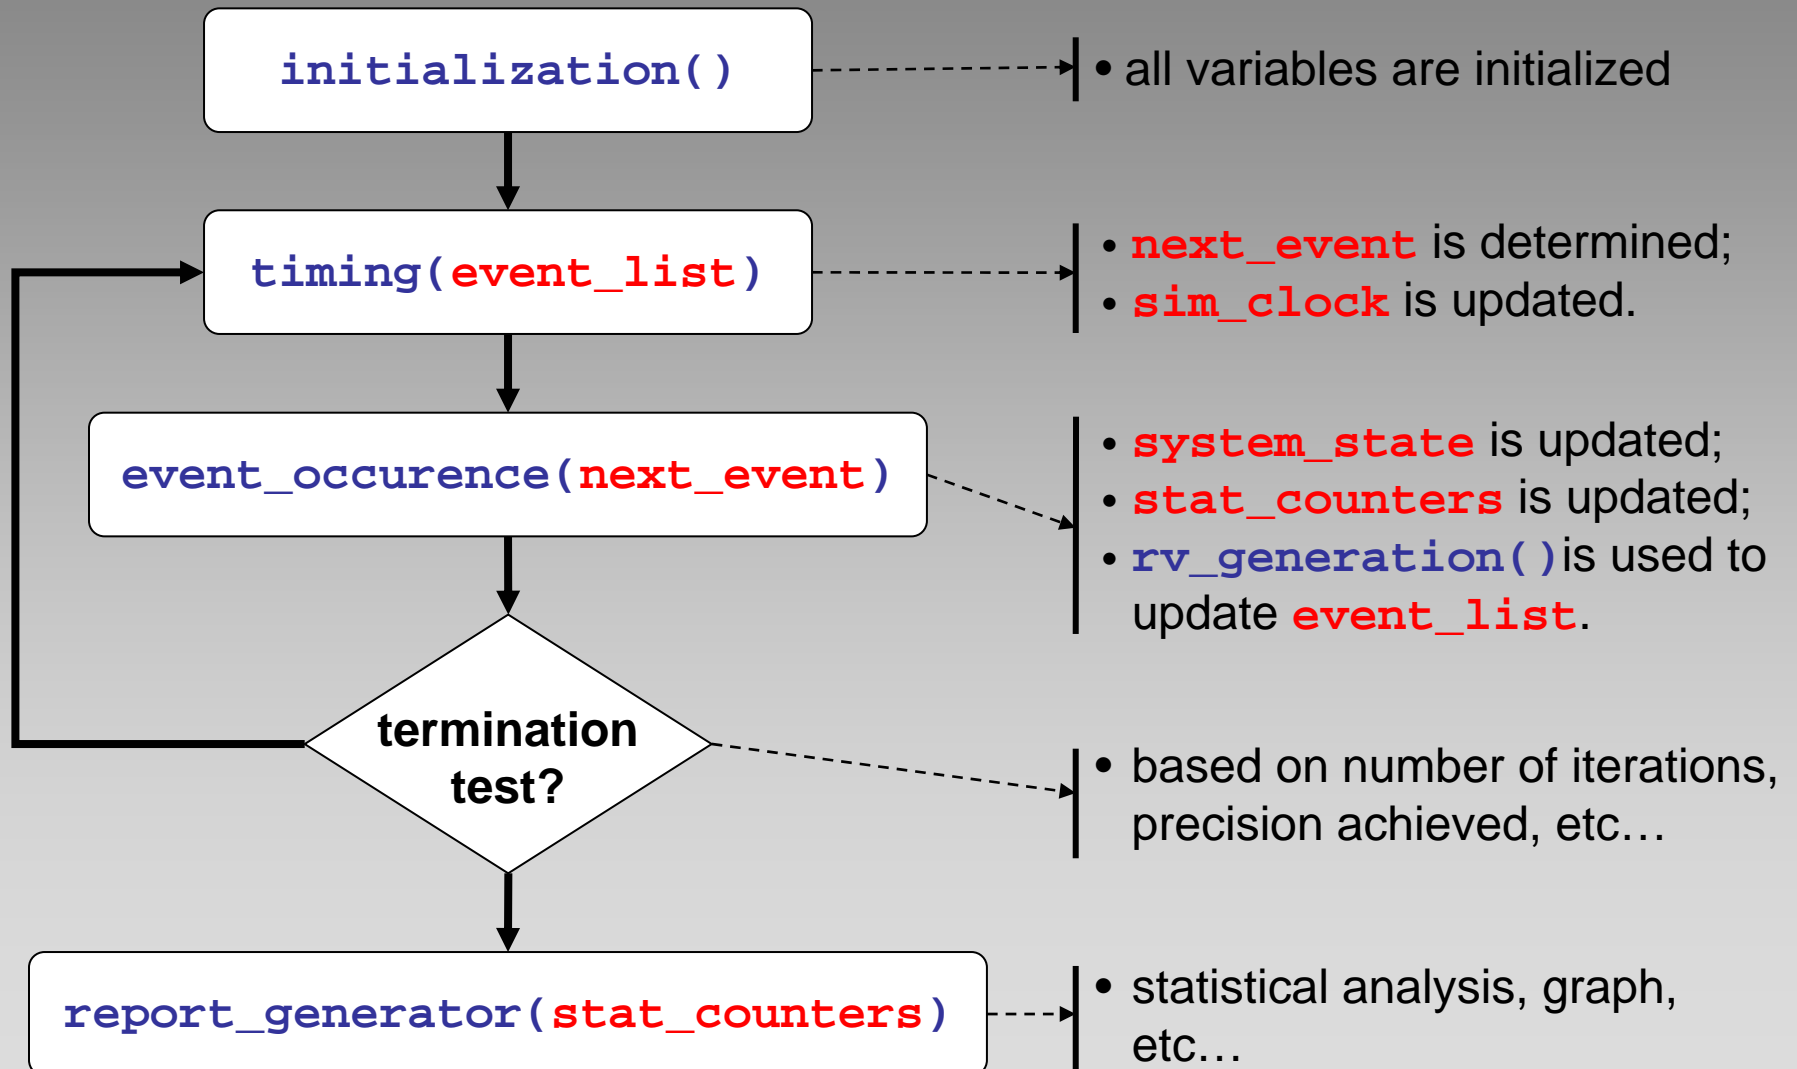 initialization()
• all variables are initialized
timing(event_list)
• next_event is determined;
• sim_clock is updated.
event_occurence(next_event)
• system_state is updated;
• stat_counters is updated;
• rv_generation()is used to
update event_list.
termination
test?
• based on number of iterations,
precision achieved, etc…
report_generator(stat_counters)
• statistical analysis, graph,
etc…